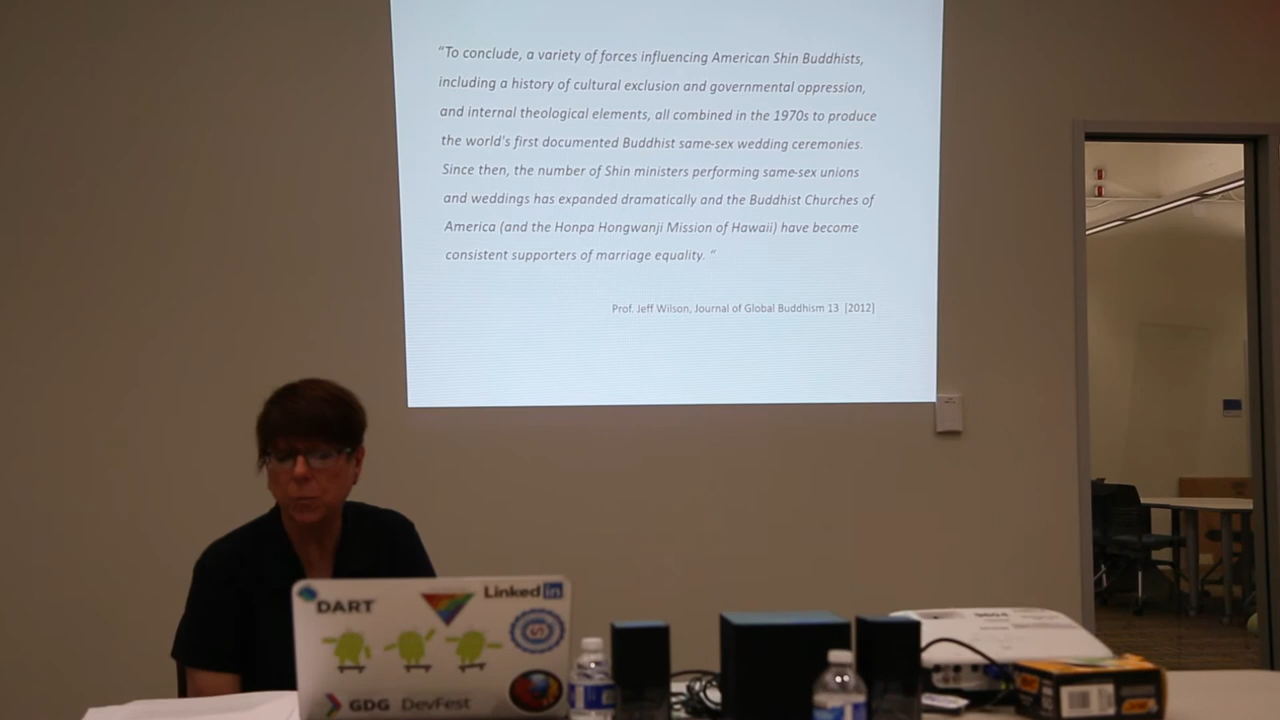 “To conclude, a variety of forces influencing American Shin Buddhists,
including a history of cultural exclusion and governmental oppression,
and internal theological elements, all combined in the 1970s to produce
the world's first documented Buddhist same-sex wedding ceremonies.
Since then, the number of Shin ministers performing same-sex unions
and weddings has expanded dramatically and the Buddhist Churches of
America (and the Honpa Hongwanji Mission of Hawaii) have become
consistent supporters of marriage equality. “
Prof. Jeff Wilson, Journal of Global Buddhism 13 [2012]
DART
Linked in
GDG DevFest